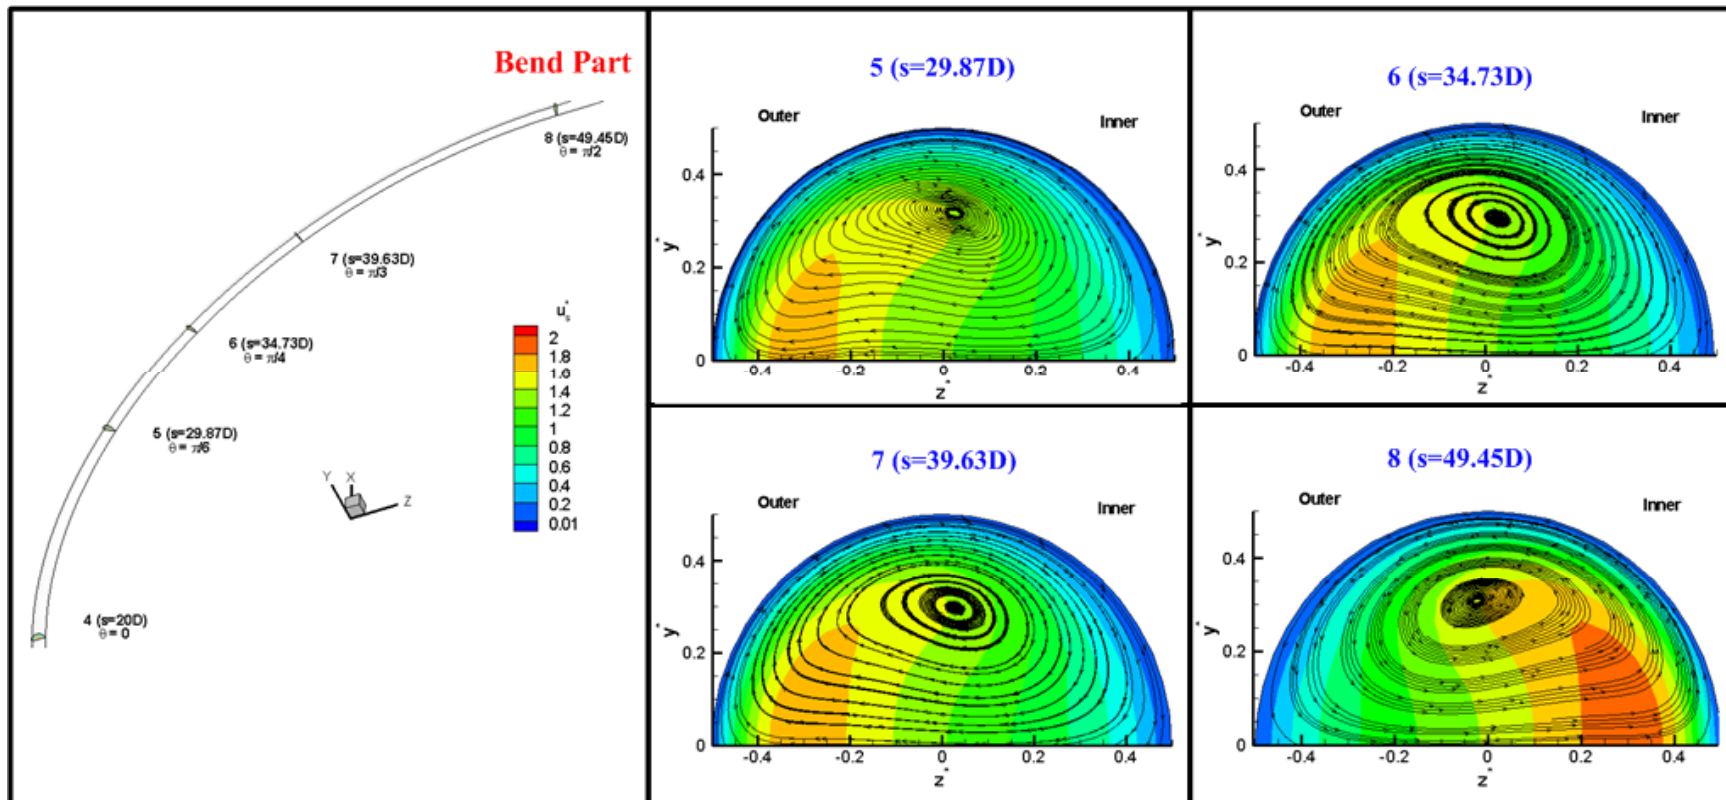 Bend Part
8 (s=49.45D)
θ = π/2
7 (s=39.63D)
θ = π/3
6 (s=34.73D)
θ = π/4
5 (s=29.87D)
θ = π/6
4 (s=20D)
θ = 0
Y X Z
u*s
2
1.8
1.6
1.4
1.2
1
0.8
0.6
0.4
0.2
0.01
5 (s=29.87D)
Outer
Inner
0.4
0.2
0
y*
-0.4 -0.2 0 0.2 0.4
z*
6 (s=34.73D)
Outer
Inner
0.4
0.2
0
y*
-0.4 -0.2 0 0.2 0.4
z*
7 (s=39.63D)
Outer
Inner
0.4
0.2
0
y*
-0.4 -0.2 0 0.2 0.4
z*
8 (s=49.45D)
Outer
Inner
0.4
0.2
0
y*
-0.4 -0.2 0 0.2 0.4
z*